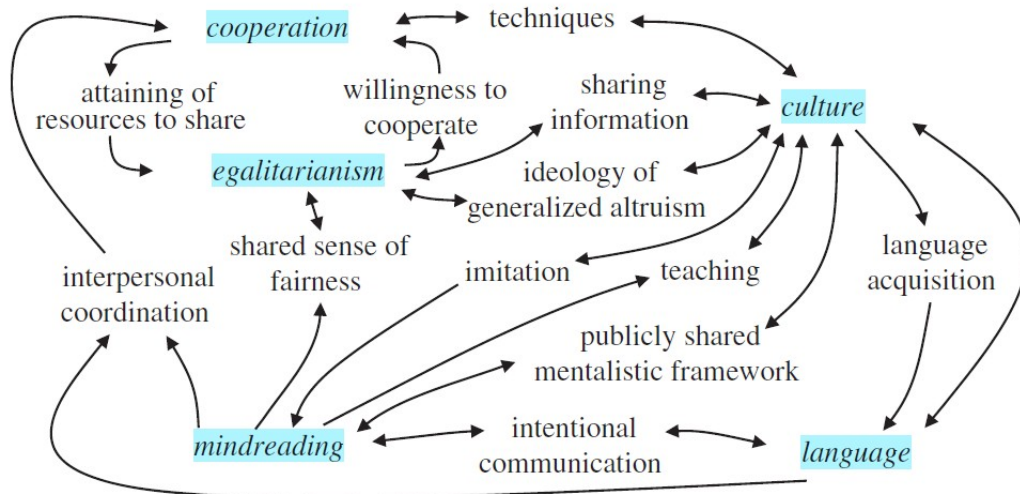 cooperation
techniques
attaining of
resources to share
willingness to
cooperate
sharing
information
culture
egalitarianism
ideology of
generalized altruism
shared sense of
fairness
interpersonal
coordination
imitation
teaching
language
acquisition
publicly shared
mentalistic framework
mindreading
intentional
communication
language